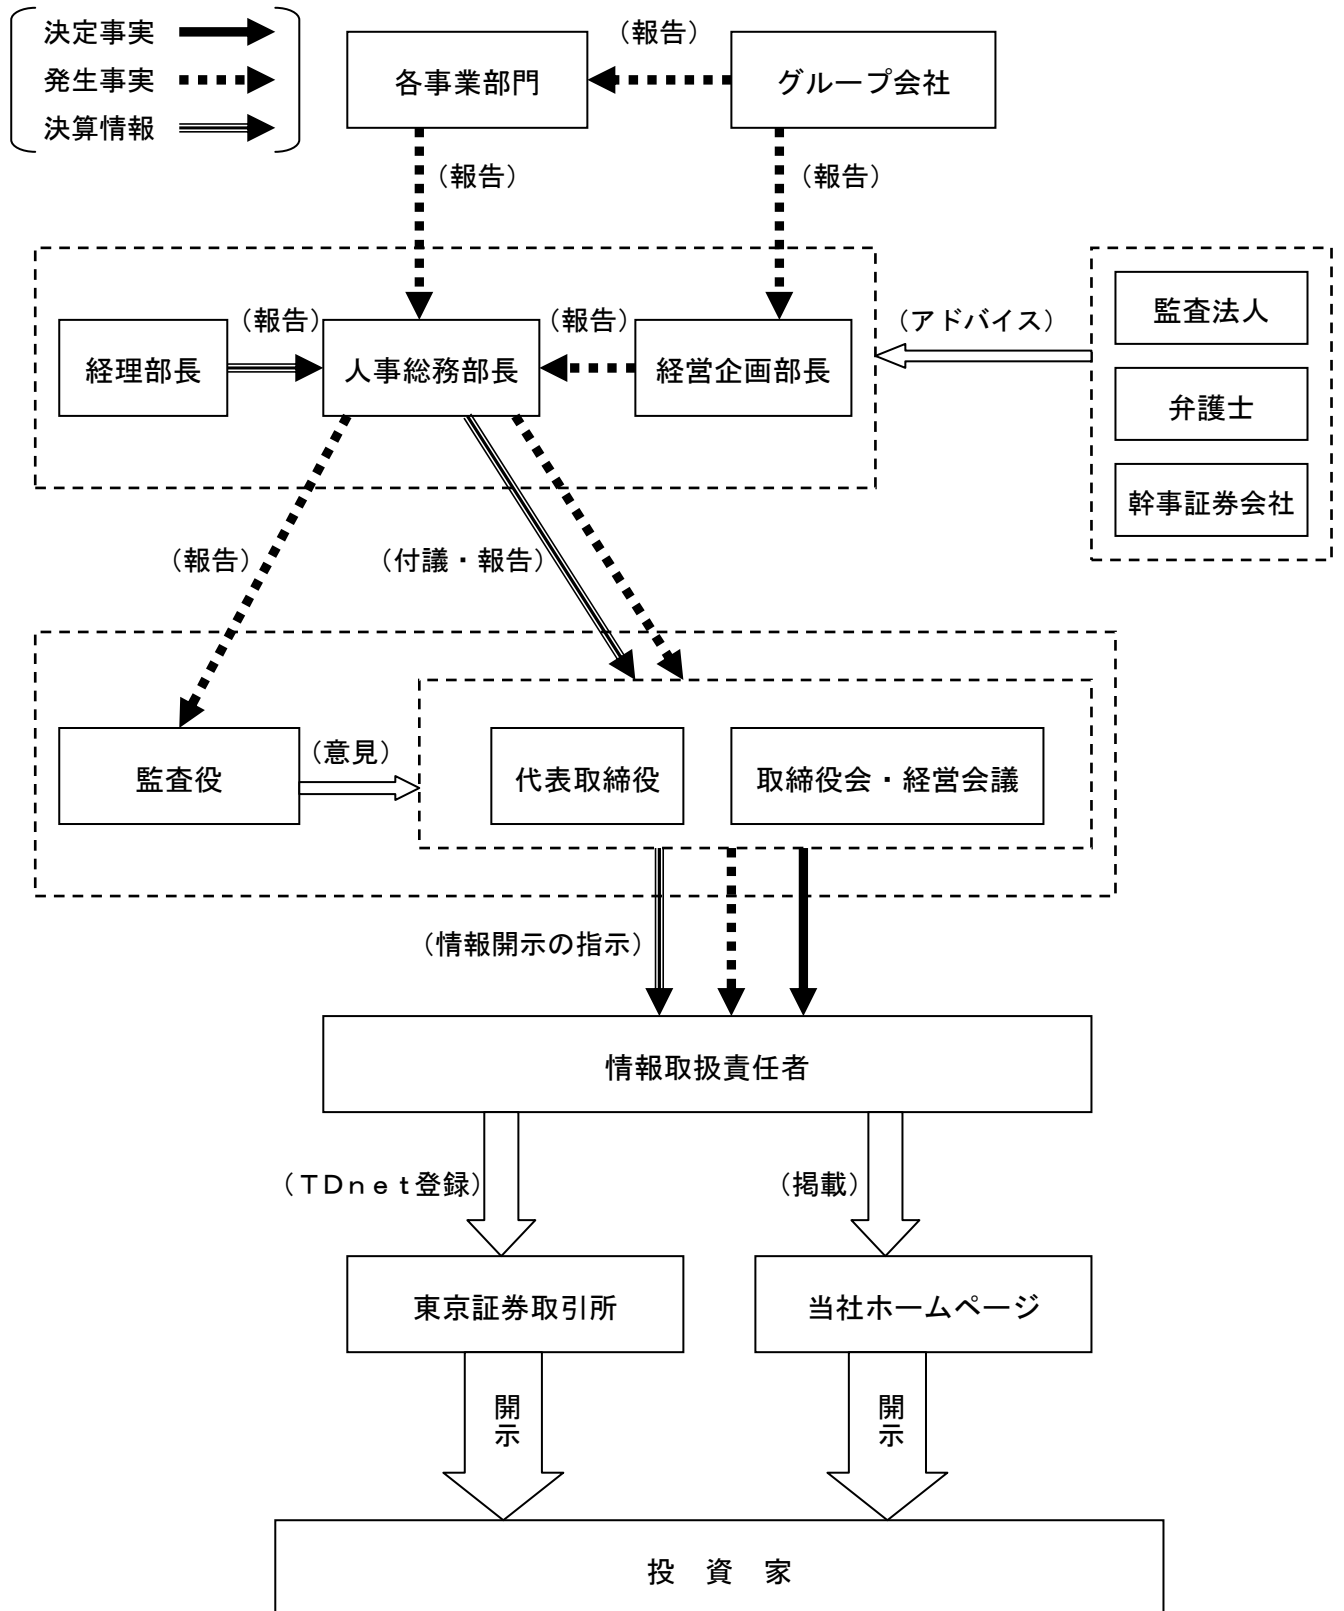 決定事実
発生事実
決算情報
（報告）
各事業部門
グループ会社
（報告）
（報告）
（報告）
（報告）
（アドバイス）
経理部長
人事総務部長
経営企画部長
監査法人
弁護士
幹事証券会社
（報告）
（付議・報告）
監査役
（意見）
代表取締役
取締役会・経営会議
（情報開示の指示）
情報取扱責任者
（ＴＤｎｅｔ登録）
（掲載）
東京証券取引所
当社ホームページ
開示
開示
投　資　家